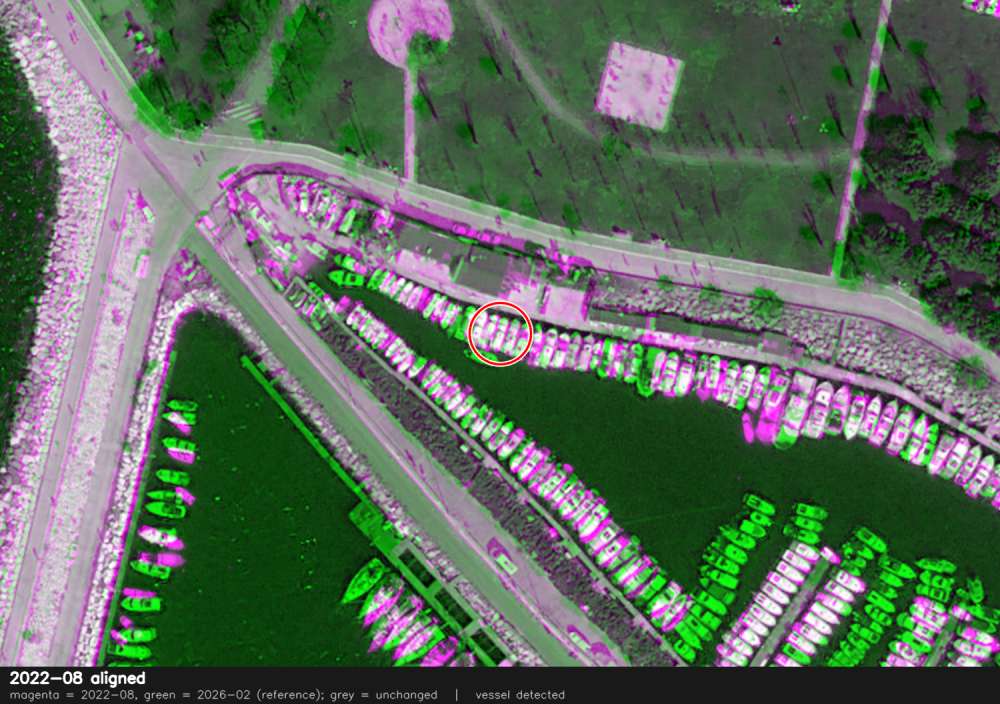 2022-08 aligned
magenta = 2022-08, green = 2026-02 (reference); grey = unchanged | vessel detected